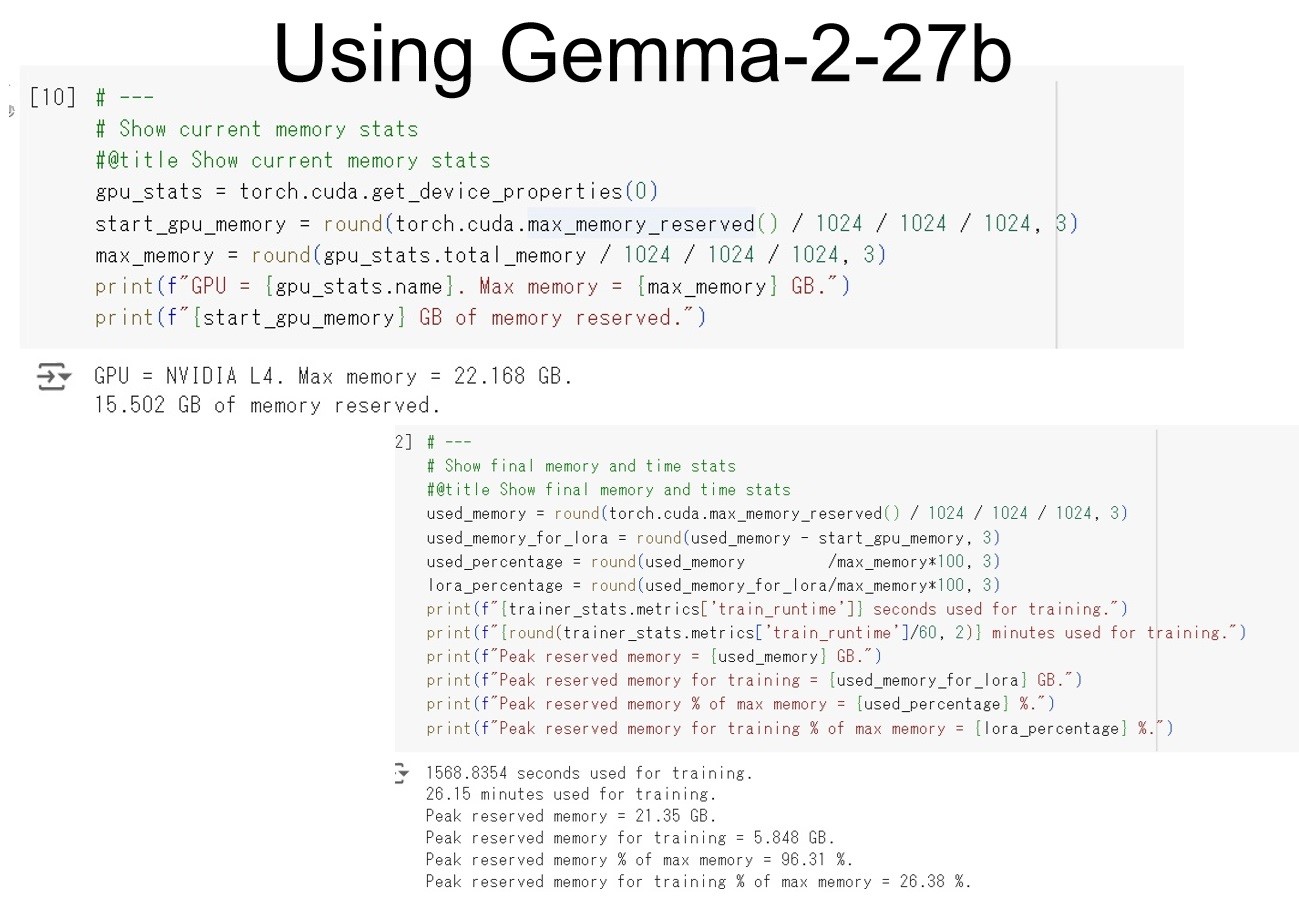 Using Gemma-2-27b
[10] # ---
# Show current memory stats
#@title Show current memory stats
gpu_stats = torch.cuda.get_device_properties(0)
start_gpu_memory = round(torch.cuda.max_memory_reserved() / 1024 / 1024 / 1024, 3)
max_memory = round(gpu_stats.total_memory / 1024 / 1024 / 1024, 3)
print(f"GPU = {gpu_stats.name}. Max memory = {max_memory} GB.")
print(f"{start_gpu_memory} GB of memory reserved.")
GPU = NVIDIA L4. Max memory = 22.168 GB.
15.502 GB of memory reserved.
2] # ---
# Show final memory and time stats
#@title Show final memory and time stats
used_memory = round(torch.cuda.max_memory_reserved() / 1024 / 1024 / 1024, 3)
used_memory_for_lora = round(used_memory - start_gpu_memory, 3)
used_percentage = round(used_memory         /max_memory*100, 3)
lora_percentage = round(used_memory_for_lora/max_memory*100, 3)
print(f"{trainer_stats.metrics['train_runtime']} seconds used for training.")
print(f"{round(trainer_stats.metrics['train_runtime']/60, 2)} minutes used for training.")
print(f"Peak reserved memory = {used_memory} GB.")
print(f"Peak reserved memory for training = {used_memory_for_lora} GB.")
print(f"Peak reserved memory % of max memory = {used_percentage} %.")
print(f"Peak reserved memory for training % of max memory = {lora_percentage} %.")
1568.8354 seconds used for training.
26.15 minutes used for training.
Peak reserved memory = 21.35 GB.
Peak reserved memory for training = 5.848 GB.
Peak reserved memory % of max memory = 96.31 %.
Peak reserved memory for training % of max memory = 26.38 %.